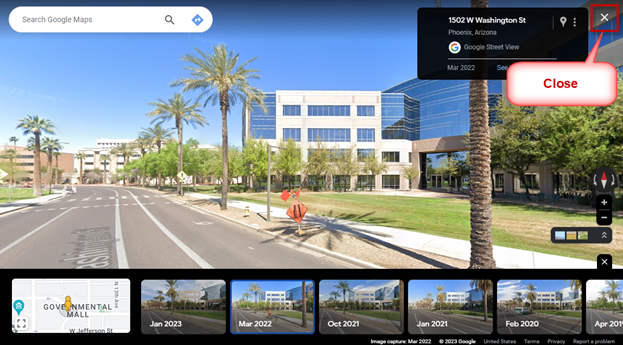 Search Google Maps
1502 W Washington St
Phoenix, Arizona
Google Street View
Mar 2022
See
Close
GOVERNMENTAL
MALL
N 13th Ave
W Jefferson St
Jan 2023
Mar 2022
Oct 2021
Jan 2021
Feb 2020
Apr 2019
Image capture: Mar 2022 © 2023 Google United States Terms Privacy Report a problem